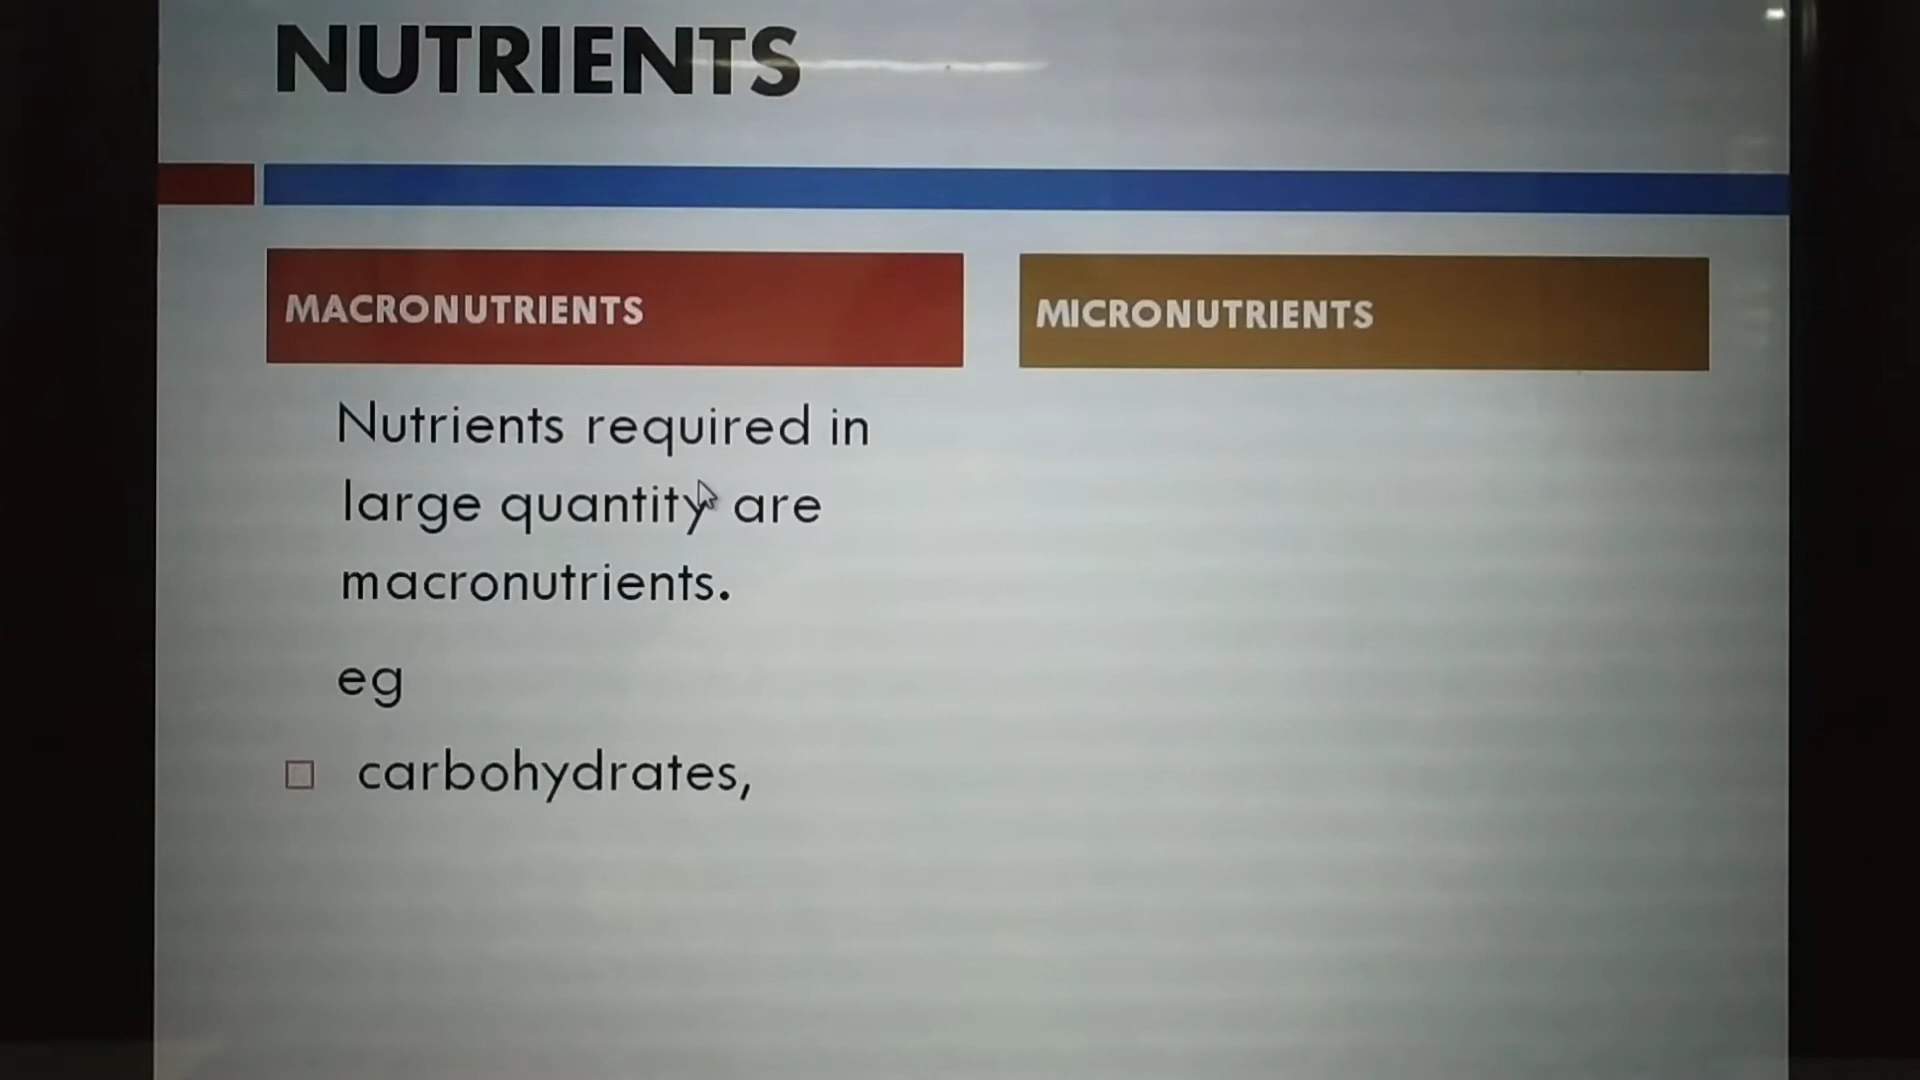 NUTRIENTS
MACRONUTRIENTS
MICRONUTRIENTS
Nutrients required in
large quantity are
macronutrients.
eg
carbohydrates,